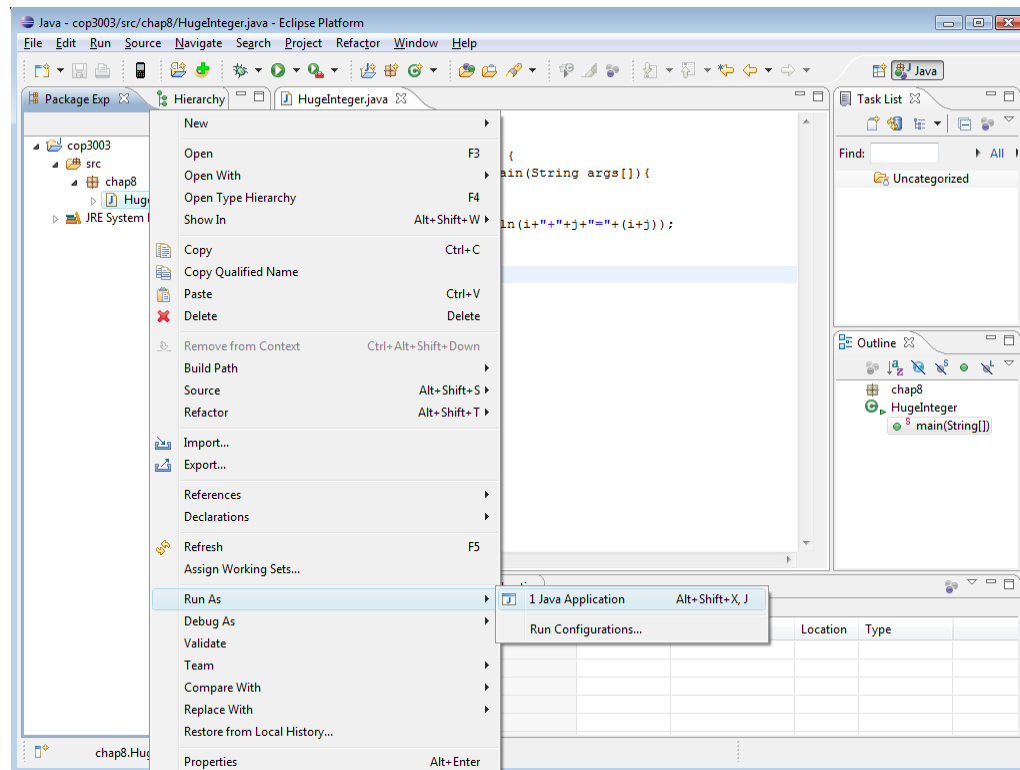 Java - cop3003/src/chap8/HugeInteger.java - Eclipse Platform
File Edit Run Source Navigate Search Project Refactor Window Help
Java
Package Exp Hierarchy HugeInteger.java Task List
New
cop3003
src
chap8
JRE System
Open F3
Open With
Open Type Hierarchy F4
Show In Alt+Shift+W
Copy Ctrl+C
Copy Qualified Name
Paste Ctrl+V
Delete Delete
Remove from Context Ctrl+Alt+Shift+Down
Build Path
Source Alt+Shift+S
Refactor Alt+Shift+T
Import...
Export...
References
Declarations
Refresh F5
Assign Working Sets...
Run As
Debug As
Validate
Team
Compare With
Replace With
Restore from Local History...
Properties Alt+Enter
1 Java Application Alt+Shift+X, J
Run Configurations...
{
ain(String args[]){
ln(i+"+"+j+"="+(i+j));
Find: All
Uncategorized
Outline
chap8
HugeInteger
main(String[])
Location Type
chap8.Hug